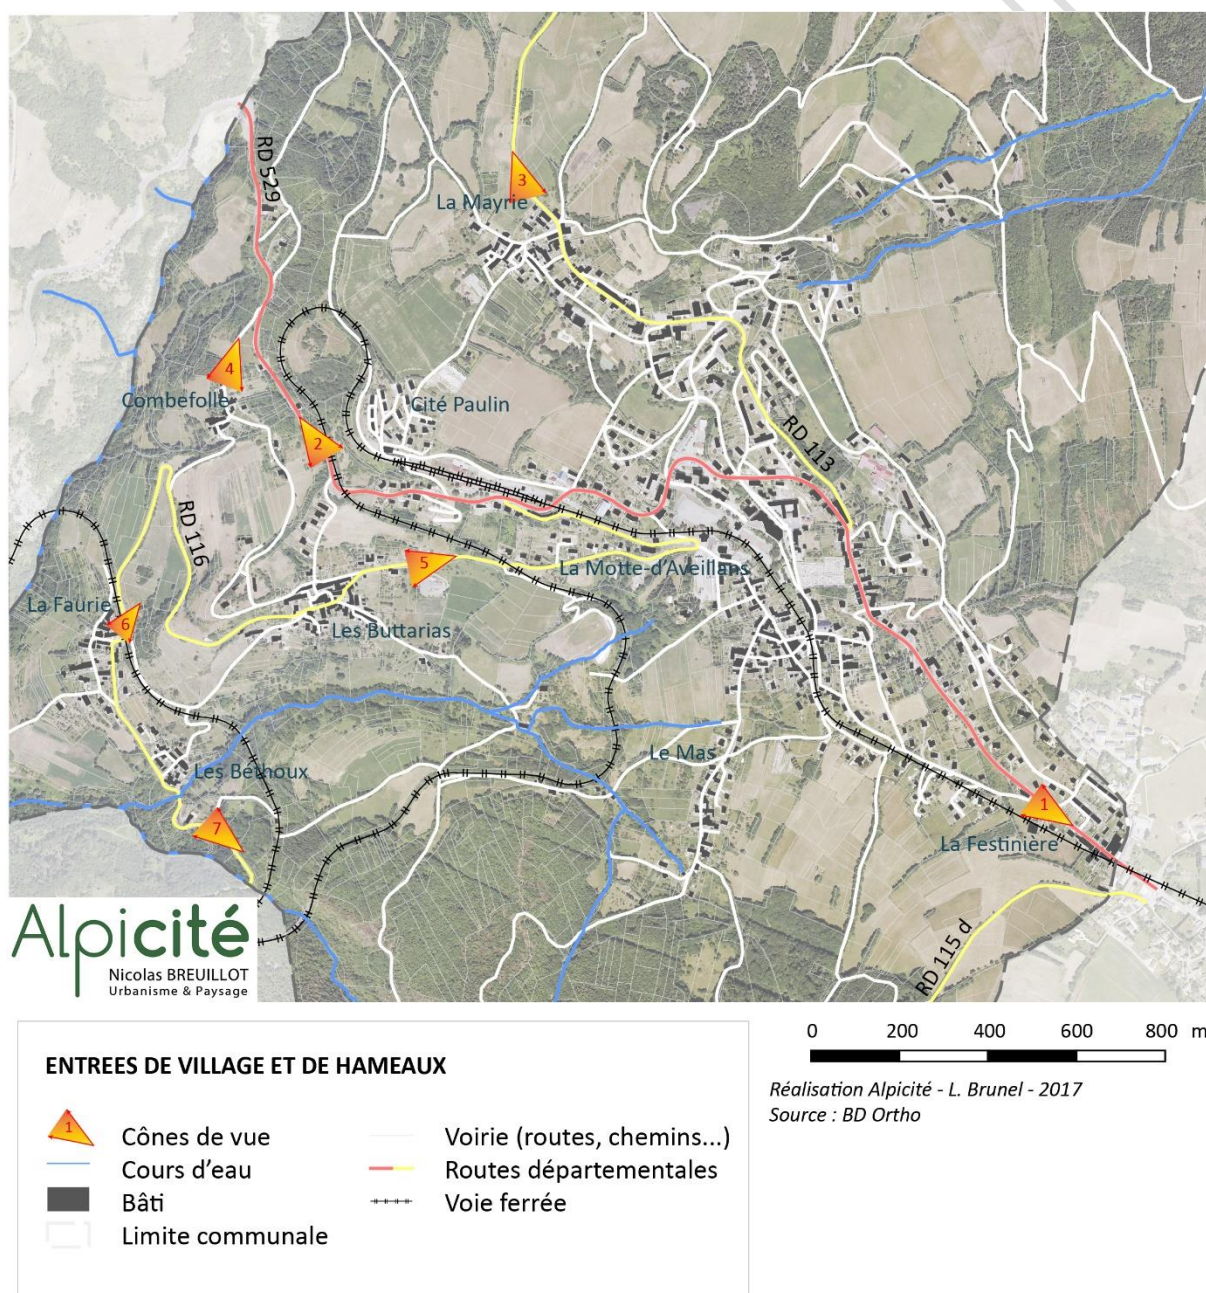 RD 529
3
La Mayrie
4
Combefolle
Cité Paulin
2
RD 113
RD 116
5
La Motte-d'Aveillans
La Faurie
6
Les Buttarias
Le Mas
Les Béthoux
7
1
La Festinière
RD 115 d
Alpicité
Nicolas BREUILLOT
Urbanisme & Paysage
ENTREES DE VILLAGE ET DE HAMEAUX
1
Cônes de vue
Cours d'eau
Bâti
Limite communale
Voirie (routes, chemins...)
Routes départementales
Voie ferrée
0 200 400 600 800 m
Réalisation Alpicité - L. Brunel - 2017
Source : BD Ortho